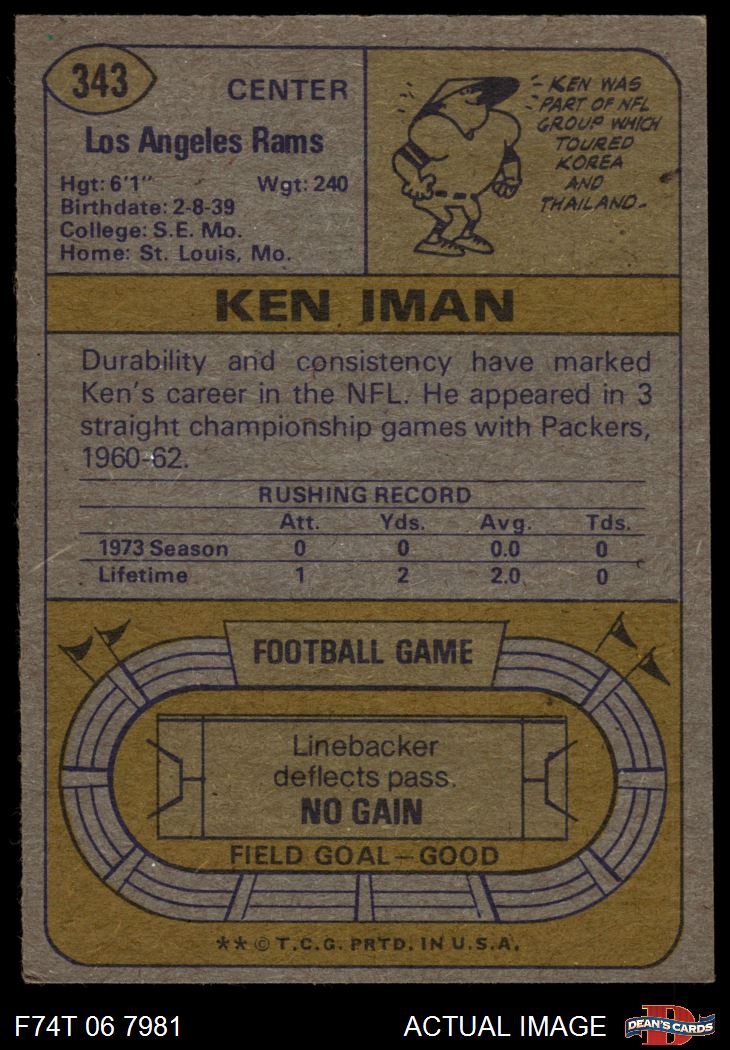 343
CENTER
Los Angeles Rams
Hgt: 6'1" Wgt: 240
Birthdate: 2-8-39
College: S.E. Mo.
Home: St. Louis, Mo.
KEN WAS
PART OF NFL
GROUP WHICH
TOURED
KOREA
AND
THAILAND.
KEN IMAN
Durability and consistency have marked
Ken's career in the NFL. He appeared in 3
straight championship games with Packers,
1960-62.
RUSHING RECORD
Att. Yds. Avg. Tds.
1973 Season 0 0 0.0 0
Lifetime 1 2 2.0 0
FOOTBALL GAME
Linebacker
deflects pass.
NO GAIN
FIELD GOAL—GOOD
** © T.C.G. PRTD. IN U.S.A.
F74T 06 7981 ACTUAL IMAGE
D
DEAN'S CARDS